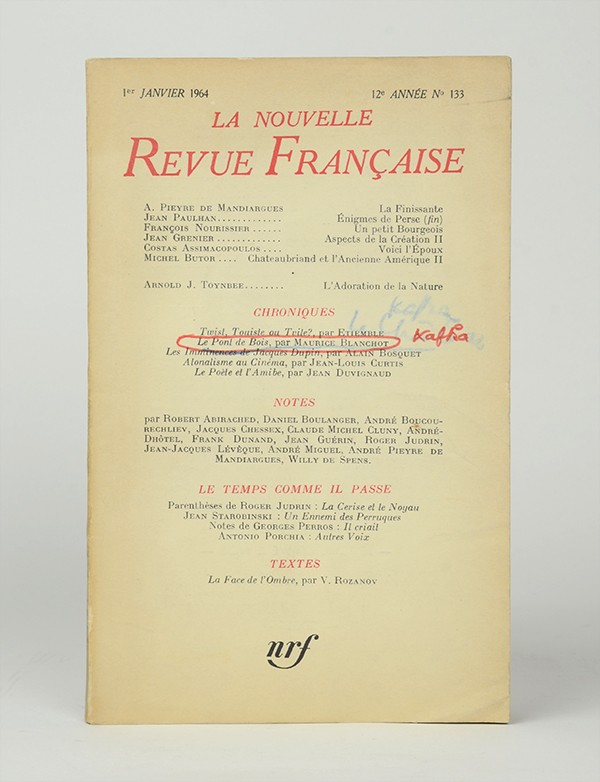 1er JANVIER 1964 12e ANNÉE No 133
LA NOUVELLE
REVUE FRANÇAISE
A. PIEYRE DE MANDIARGUES La Finissante
JEAN PAULHAN............. Énigmes de Perse (fin)
FRANÇOIS NOURISSIER ...... Un petit Bourgeois
JEAN GRENIER ............. Aspects de la Création II
COSTAS ASSIMACOPOULOS .... Voici l'Époux
MICHEL BUTOR .... Chateaubriand et l'Ancienne Amérique II
ARNOLD J. TOYNBEE........ L'Adoration de la Nature
Kafka
CHRONIQUES
Twist, Touiste ou Tvite?, par ETIEMBLE
Le Pont de Bois, par MAURICE BLANCHOT Kafka
Les Imminences de Jacques Dupin, par ALAIN BOSQUET
Atonalisme au Cinéma, par JEAN-LOUIS CURTIS
Le Poète et l'Amibe, par JEAN DUVIGNAUD
NOTES
par ROBERT ABIRACHED, DANIEL BOULANGER, ANDRÉ BOUCOU-
RECHLIEV, JACQUES CHESSEX, CLAUDE MICHEL CLUNY, ANDRÉ-
DHÔTEL, FRANK DUNAND, JEAN GUÉRIN, ROGER JUDRIN,
JEAN-JACQUES LÉVÊQUE, ANDRÉ MIGUEL, ANDRÉ PIEYRE DE
MANDIARGUES, WILLY DE SPENS.
LE TEMPS COMME IL PASSE
Parenthèses de ROGER JUDRIN : La Cerise et le Noyau
JEAN STAROBINSKI : Un Ennemi des Perruques
Notes de GEORGES PERROS : Il criait
ANTONIO PORCHIA : Autres Voix
TEXTES
La Face de l'Ombre, par V. ROZANOV
nrf